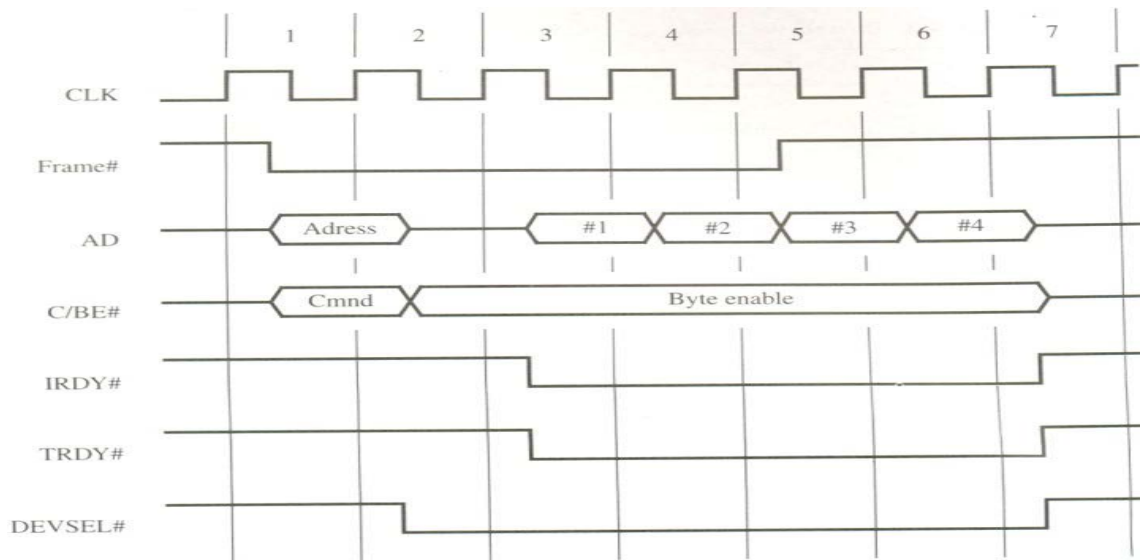 1 2 3 4 5 6 7
CLK
Frame#
AD Adress #1 #2 #3 #4
C/BE# Cmnd Byte enable
IRDY#
TRDY#
DEVSEL#